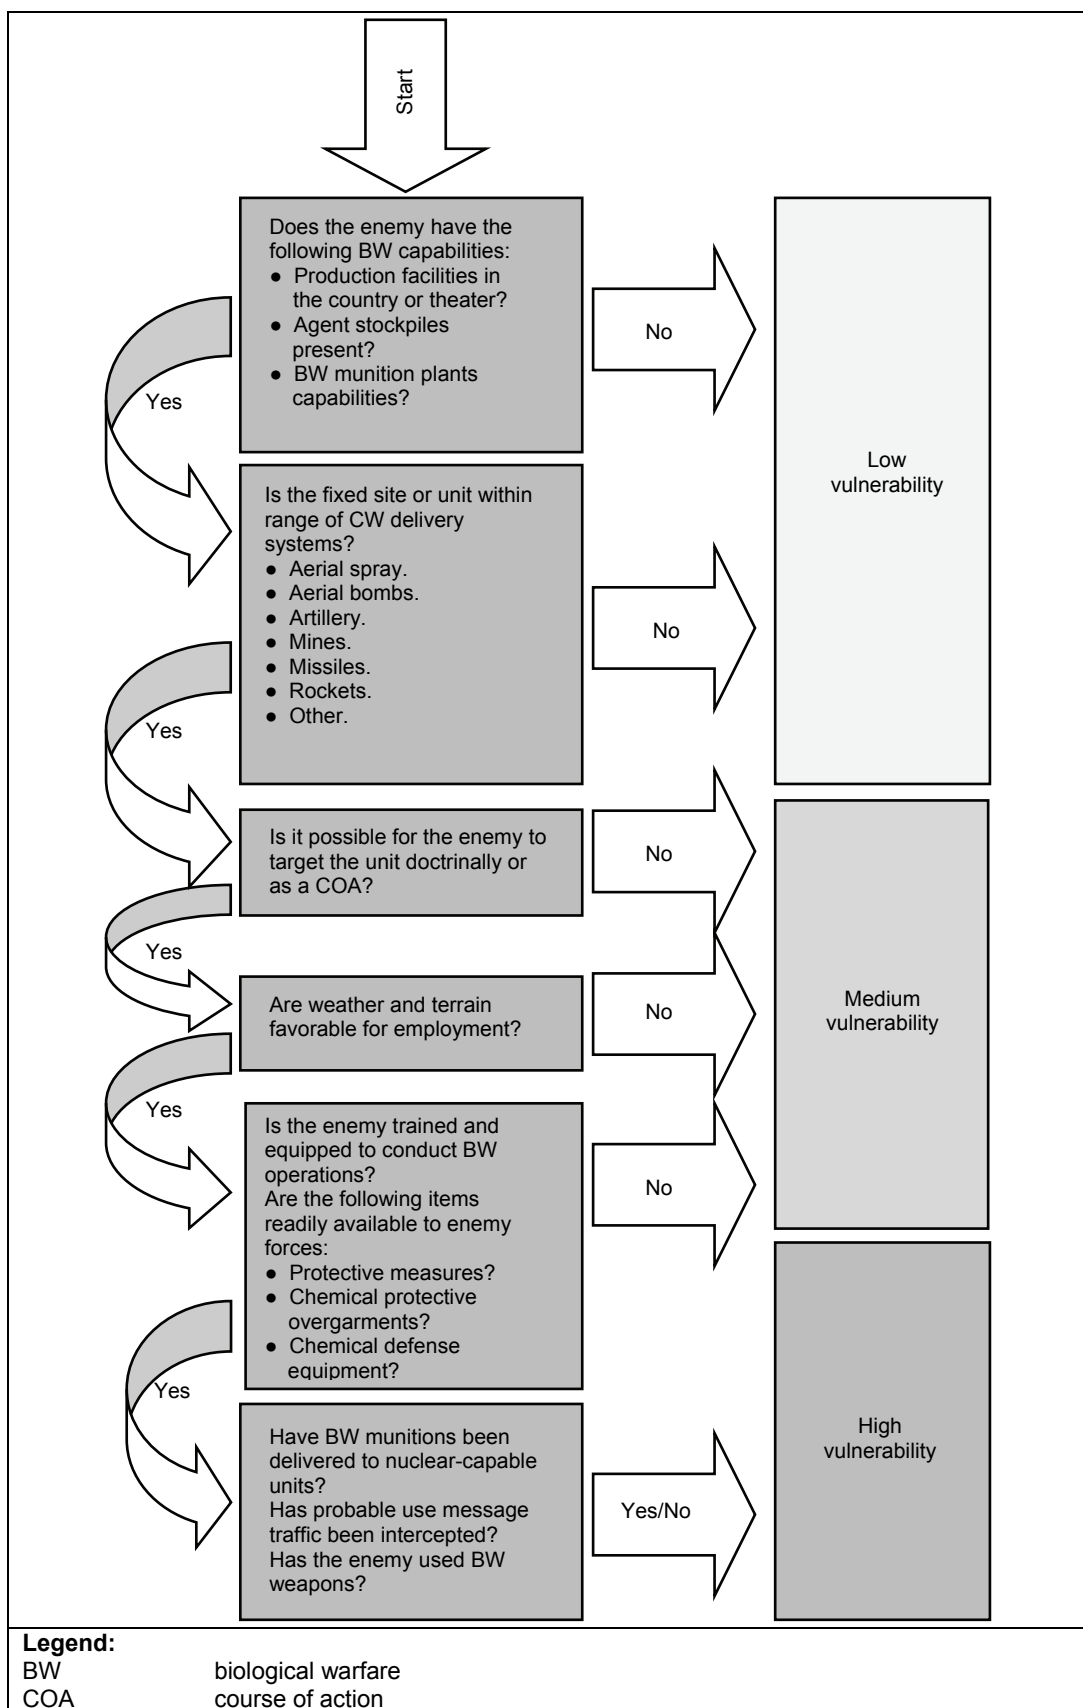 Start
Does the enemy have the
following BW capabilities:
● Production facilities in
the country or theater?
● Agent stockpiles
present?
● BW munition plants
capabilities?
No
Yes
Low
vulnerability
Is the fixed site or unit within
range of CW delivery
systems?
● Aerial spray.
● Aerial bombs.
● Artillery.
● Mines.
● Missiles.
● Rockets.
● Other.
No
Yes
Is it possible for the enemy to
target the unit doctrinally or
as a COA?
No
Yes
Are weather and terrain
favorable for employment?
No
Medium
vulnerability
Yes
Is the enemy trained and
equipped to conduct BW
operations?
Are the following items
readily available to enemy
forces:
● Protective measures?
● Chemical protective
overgarments?
● Chemical defense
equipment?
No
Yes
Have BW munitions been
delivered to nuclear-capable
units?
Has probable use message
traffic been intercepted?
Has the enemy used BW
weapons?
Yes/No
High
vulnerability
Legend:
BW biological warfare
COA course of action